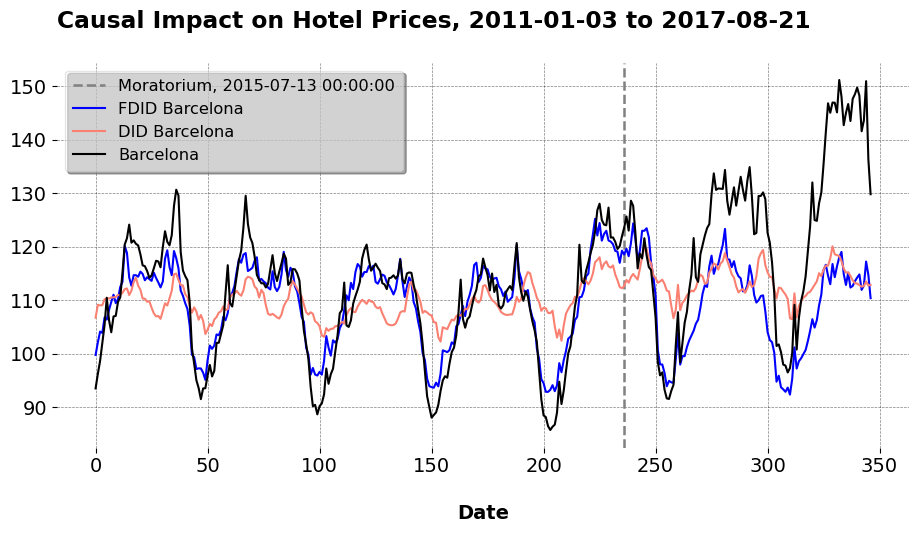 Causal Impact on Hotel Prices, 2011-01-03 to 2017-08-21
Moratorium, 2015-07-13 00:00:00
FDID Barcelona
DID Barcelona
Barcelona
150
140
130
120
110
100
90
0 50 100 150 200 250 300 350
Date